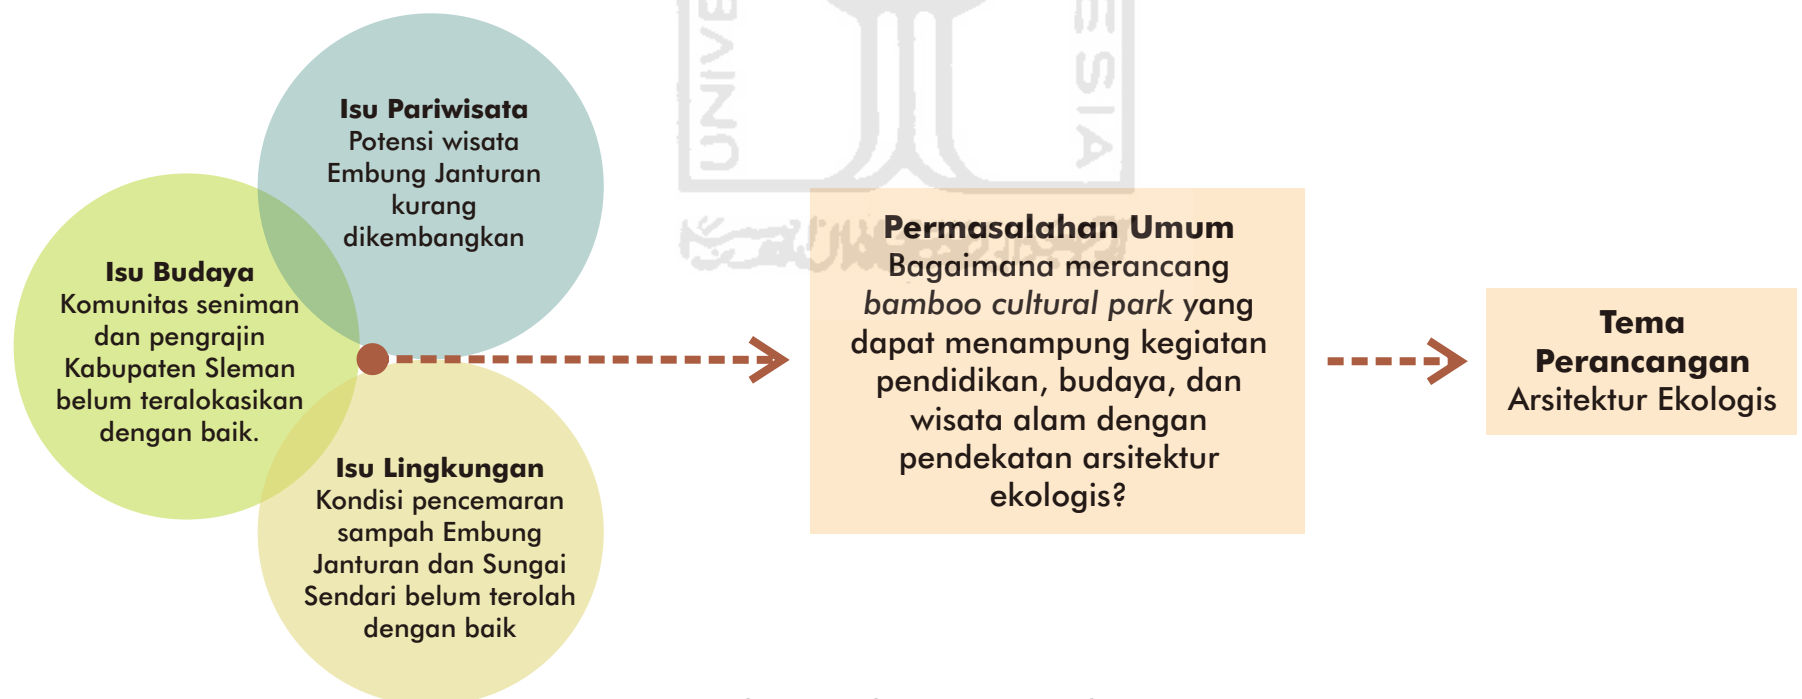 Isu Pariwisata
Potensi wisata
Embung Janturan
kurang
dikembangkan
Isu Budaya
Komunitas seniman
dan pengrajin
Kabupaten Sleman
belum teralokasikan
dengan baik.
Isu Lingkungan
Kondisi pencemaran
sampah Embung
Janturan dan Sungai
Sendari belum terolah
dengan baik
Permasalahan Umum
Bagaimana merancang
bamboo cultural park yang
dapat menampung kegiatan
pendidikan, budaya, dan
wisata alam dengan
pendekatan arsitektur
ekologis?
Tema
Perancangan
Arsitektur Ekologis
UNIV
ESIA